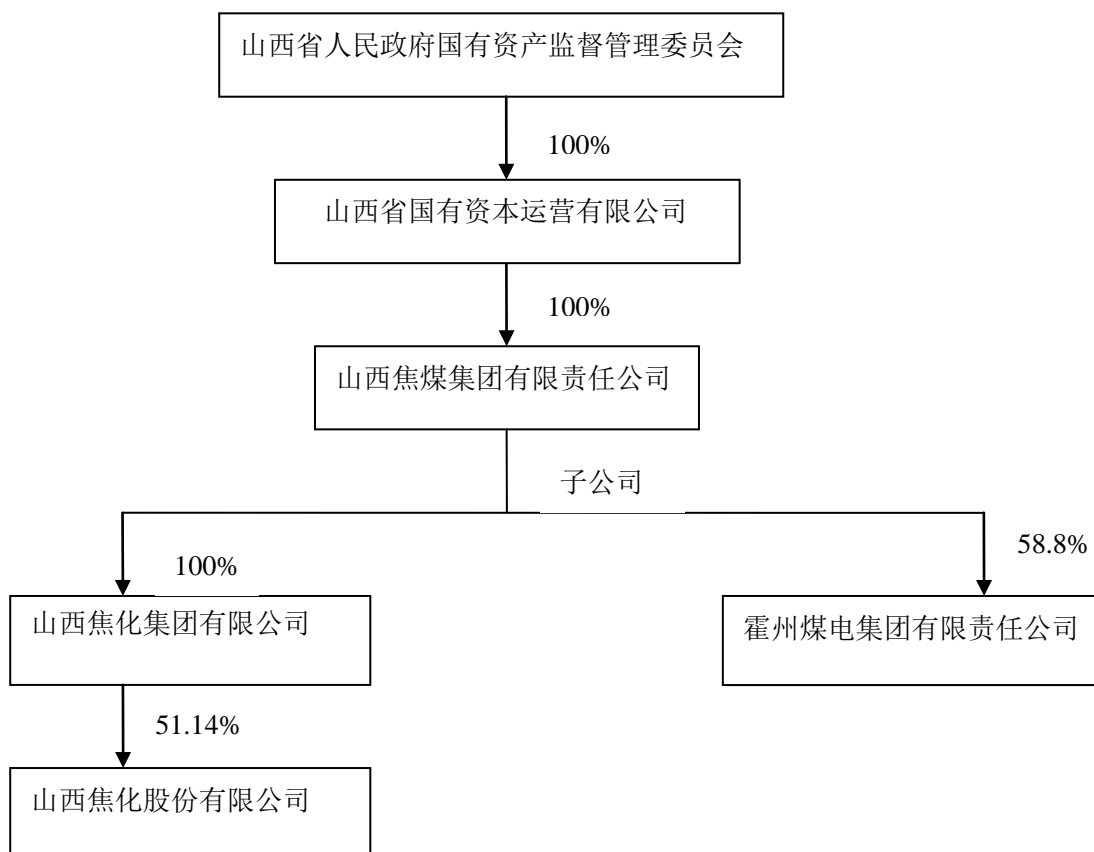 山西省人民政府国有资产监督管理委员会
100%
山西省国有资本运营有限公司
100%
山西焦煤集团有限责任公司
子公司
100%
58.8%
山西焦化集团有限公司
霍州煤电集团有限责任公司
51.14%
山西焦化股份有限公司